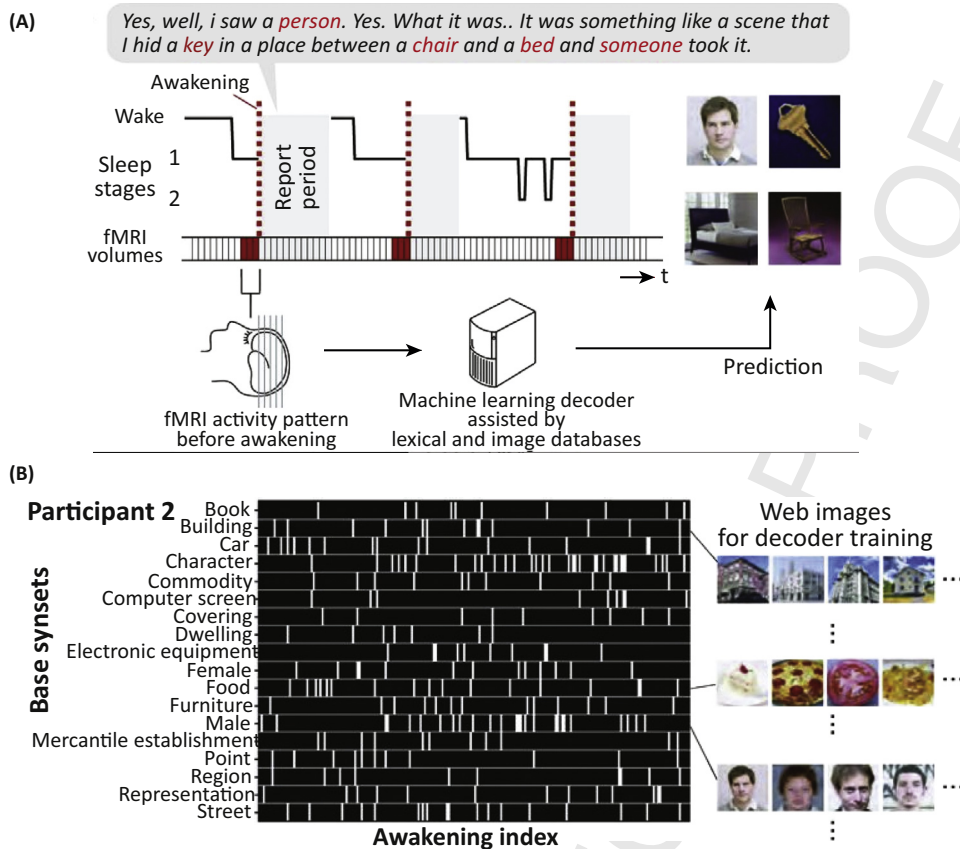 (A)
Yes, well, i saw a person. Yes. What it was.. It was something like a scene that
I hid a key in a place between a chair and a bed and someone took it.
Awakening
Wake
Sleep
stages
1
2
Report
period
fMRI
volumes
t
Prediction
fMRI activity pattern
before awakening
Machine learning decoder
assisted by
lexical and image databases
(B)
Participant 2
Base synsets
Book
Building
Car
Character
Commodity
Computer screen
Covering
Dwelling
Electronic equipment
Female
Food
Furniture
Male
Mercantile establishment
Point
Region
Representation
Street
Awakening index
Web images
for decoder training